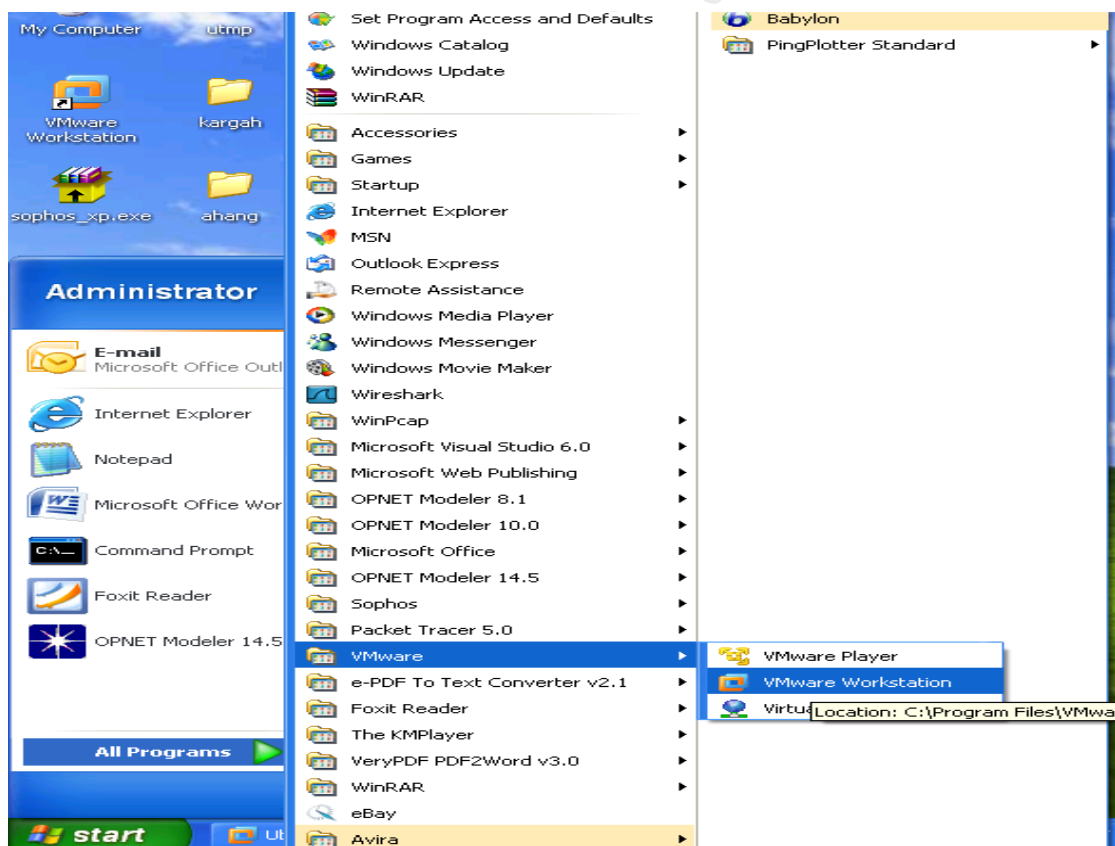 My Computer
utmp
VMware
Workstation
kargah
sophos_xp.exe
ahang
Administrator
E-mail
Microsoft Office Outl
Internet Explorer
Notepad
Microsoft Office Wor
Command Prompt
Foxit Reader
OPNET Modeler 14.5
All Programs
start
Ut
Set Program Access and Defaults
Windows Catalog
Windows Update
WinRAR
Accessories
Games
Startup
Internet Explorer
MSN
Outlook Express
Remote Assistance
Windows Media Player
Windows Messenger
Windows Movie Maker
Wireshark
WinPcap
Microsoft Visual Studio 6.0
Microsoft Web Publishing
OPNET Modeler 8.1
OPNET Modeler 10.0
Microsoft Office
OPNET Modeler 14.5
Sophos
Packet Tracer 5.0
VMware
e-PDF To Text Converter v2.1
Foxit Reader
The KMPlayer
VeryPDF PDF2Word v3.0
WinRAR
eBay
Avira
Babylon
PingPlotter Standard
VMware Player
VMware Workstation
Virtua
Location: C:\Program Files\VMwa